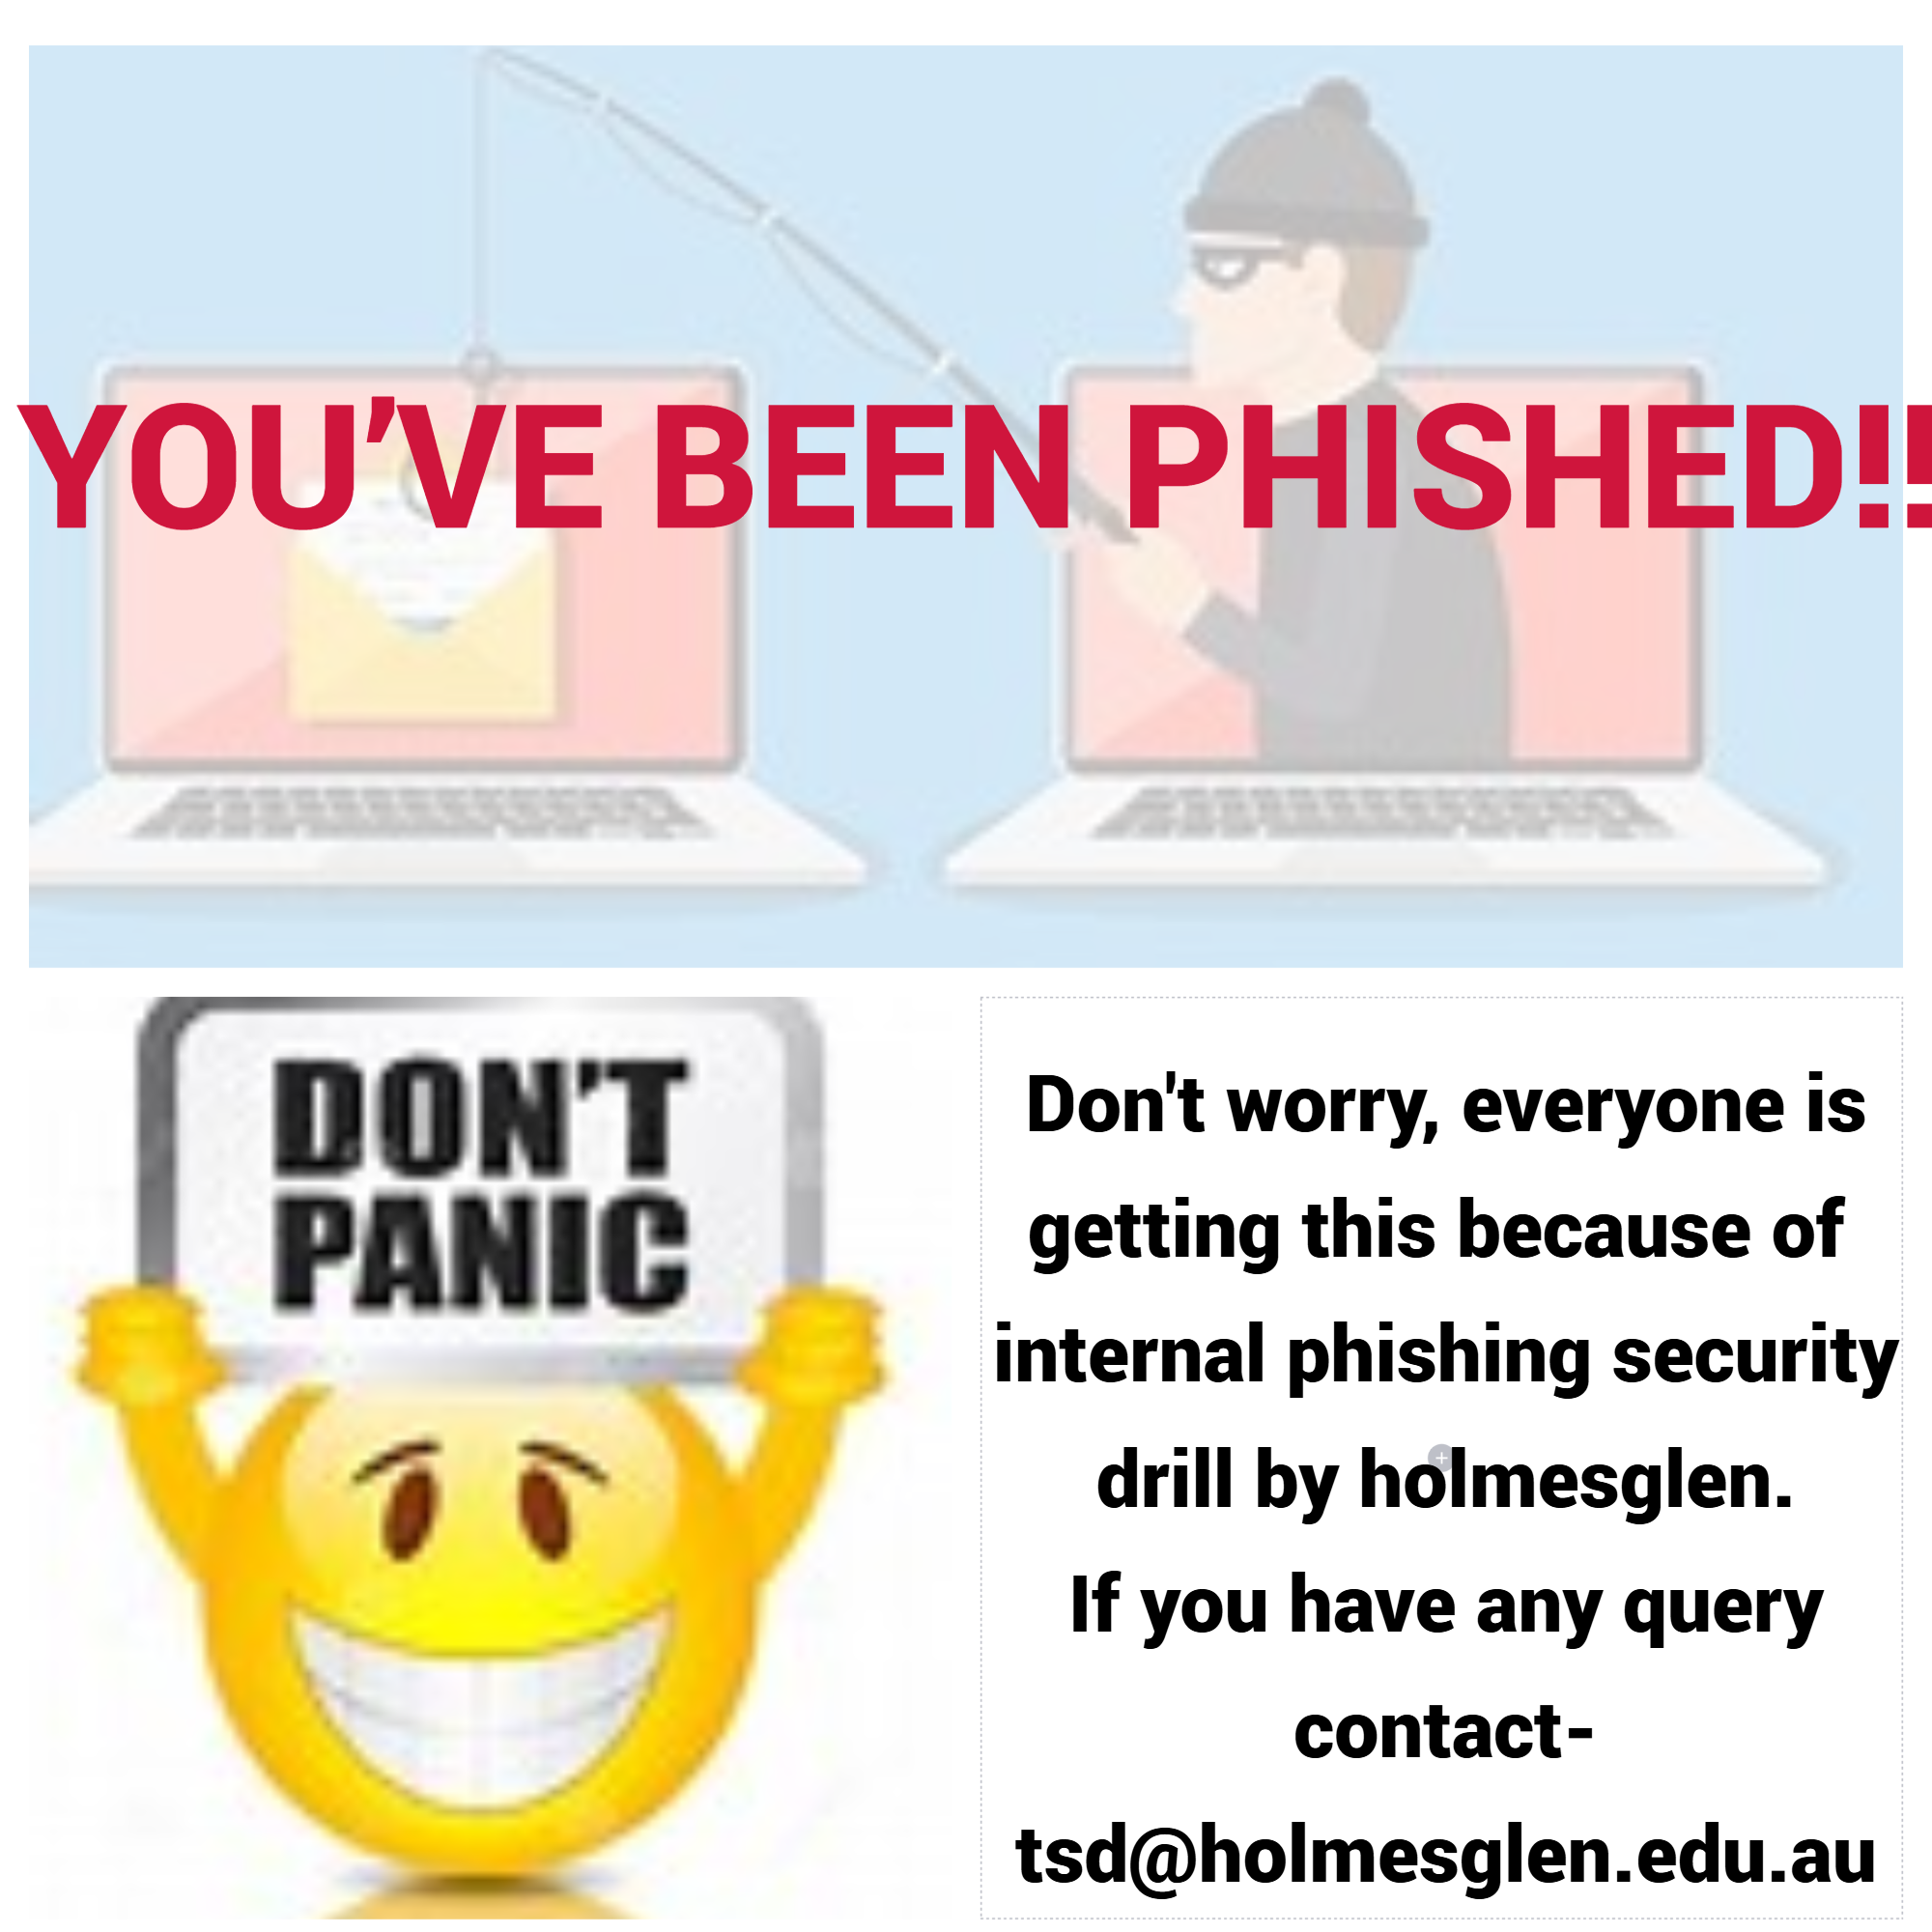 YOU'VE BEEN PHISHED!!
DON'T
PANIC
Don't worry, everyone is
getting this because of
internal phishing security
drill by holmesglen.
If you have any query
contact-
tsd@holmesglen.edu.au